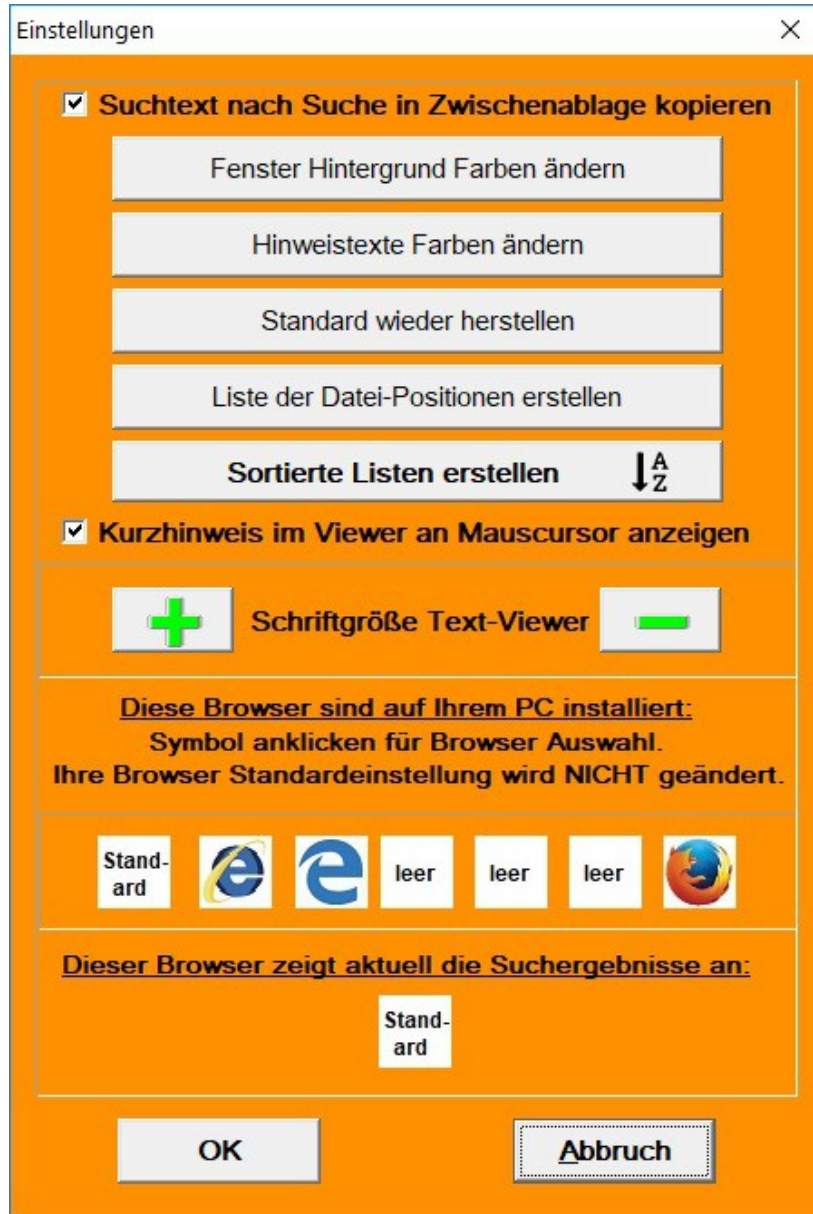 Einstellungen
Suchtext nach Suche in Zwischenablage kopieren
Fenster Hintergrund Farben ändern
Hinweistexte Farben ändern
Standard wieder herstellen
Liste der Datei-Positionen erstellen
Sortierte Listen erstellen
A
Z
Kurzhinweis im Viewer an Mauscursor anzeigen
Schriftgröße Text-Viewer
Diese Browser sind auf Ihrem PC installiert:
Symbol anklicken für Browser Auswahl.
Ihre Browser Standardeinstellung wird NICHT geändert.
Stand-
ard
leer
leer
leer
Dieser Browser zeigt aktuell die Suchergebnisse an:
Stand-
ard
OK
Abbruch